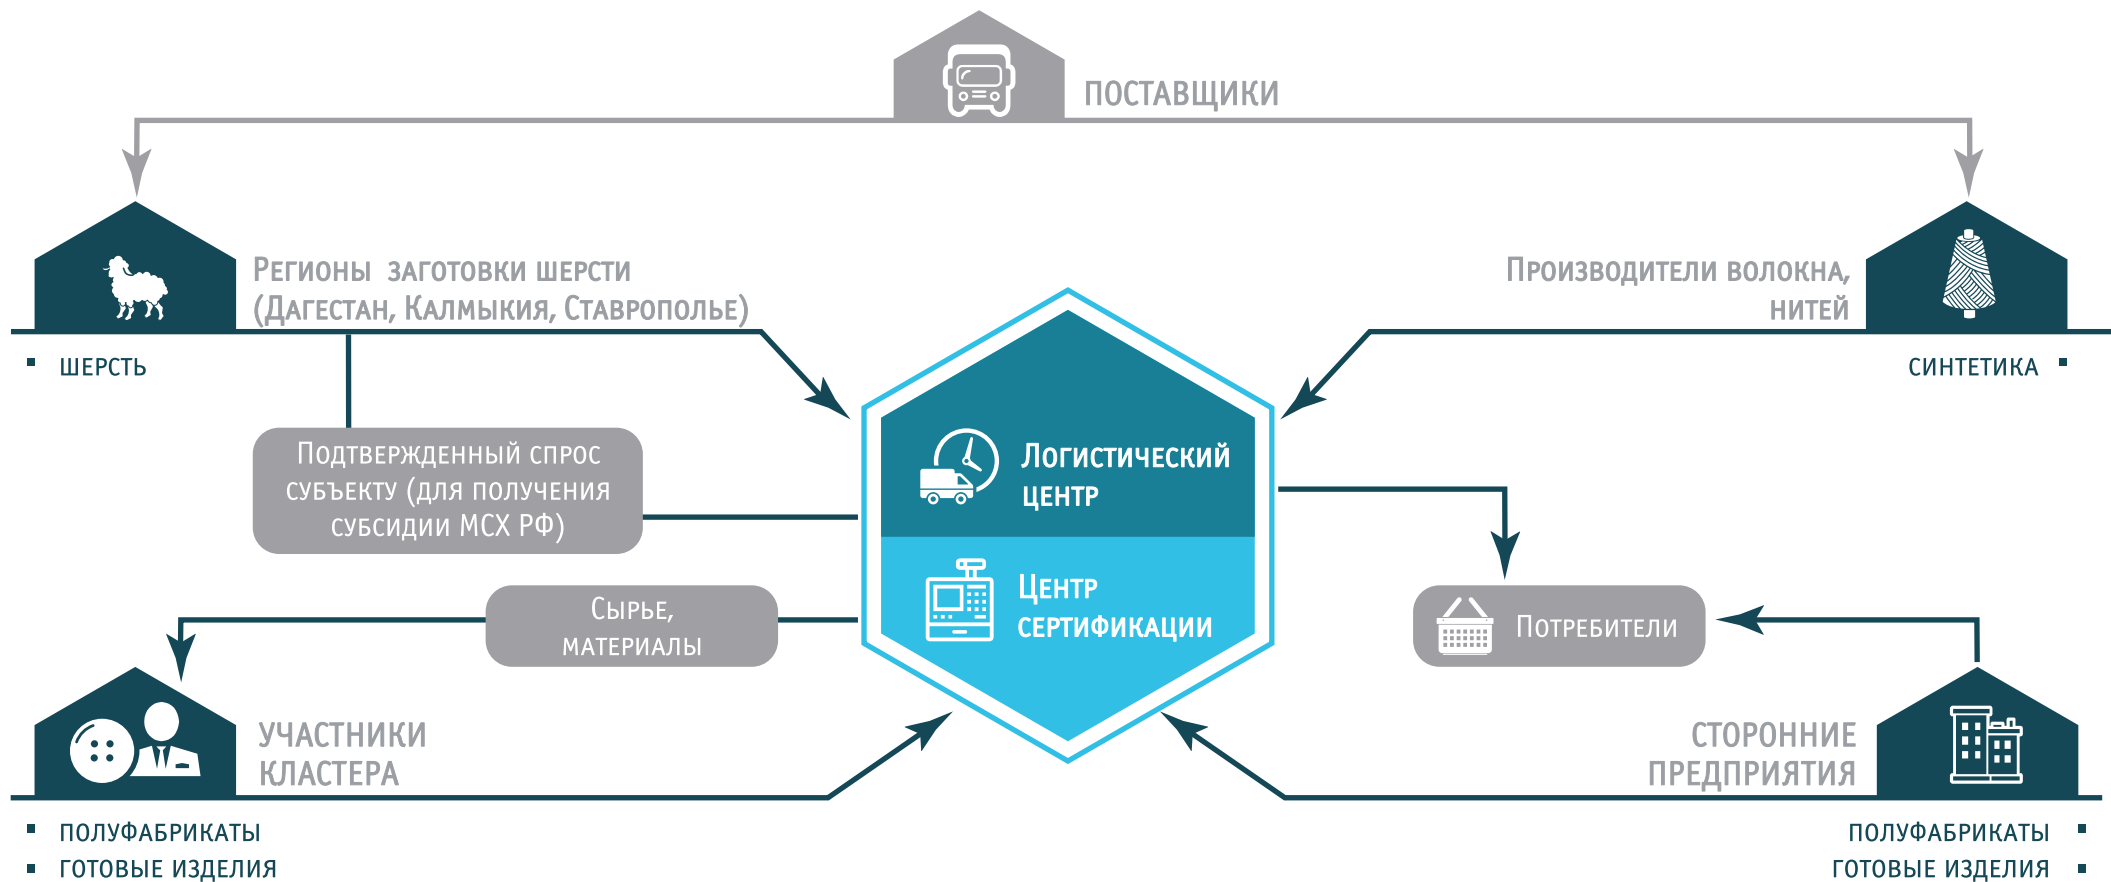 ПОСТАВЩИКИ
Регионы заготовки шерсти
(Дагестан, Калмыкия, Ставрополье)
Производители волокна,
нитей
шерсть
синтетика
Подтвержденный спрос
субъекту (для получения
субсидии МСХ РФ)
Логистический
центр
Центр
сертификации
Сырье,
материалы
Потребители
УЧАСТНИКИ
КЛАСТЕРА
СТОРОННИЕ
ПРЕДПРИЯТИЯ
полуфабрикаты
готовые изделия
полуфабрикаты
готовые изделия